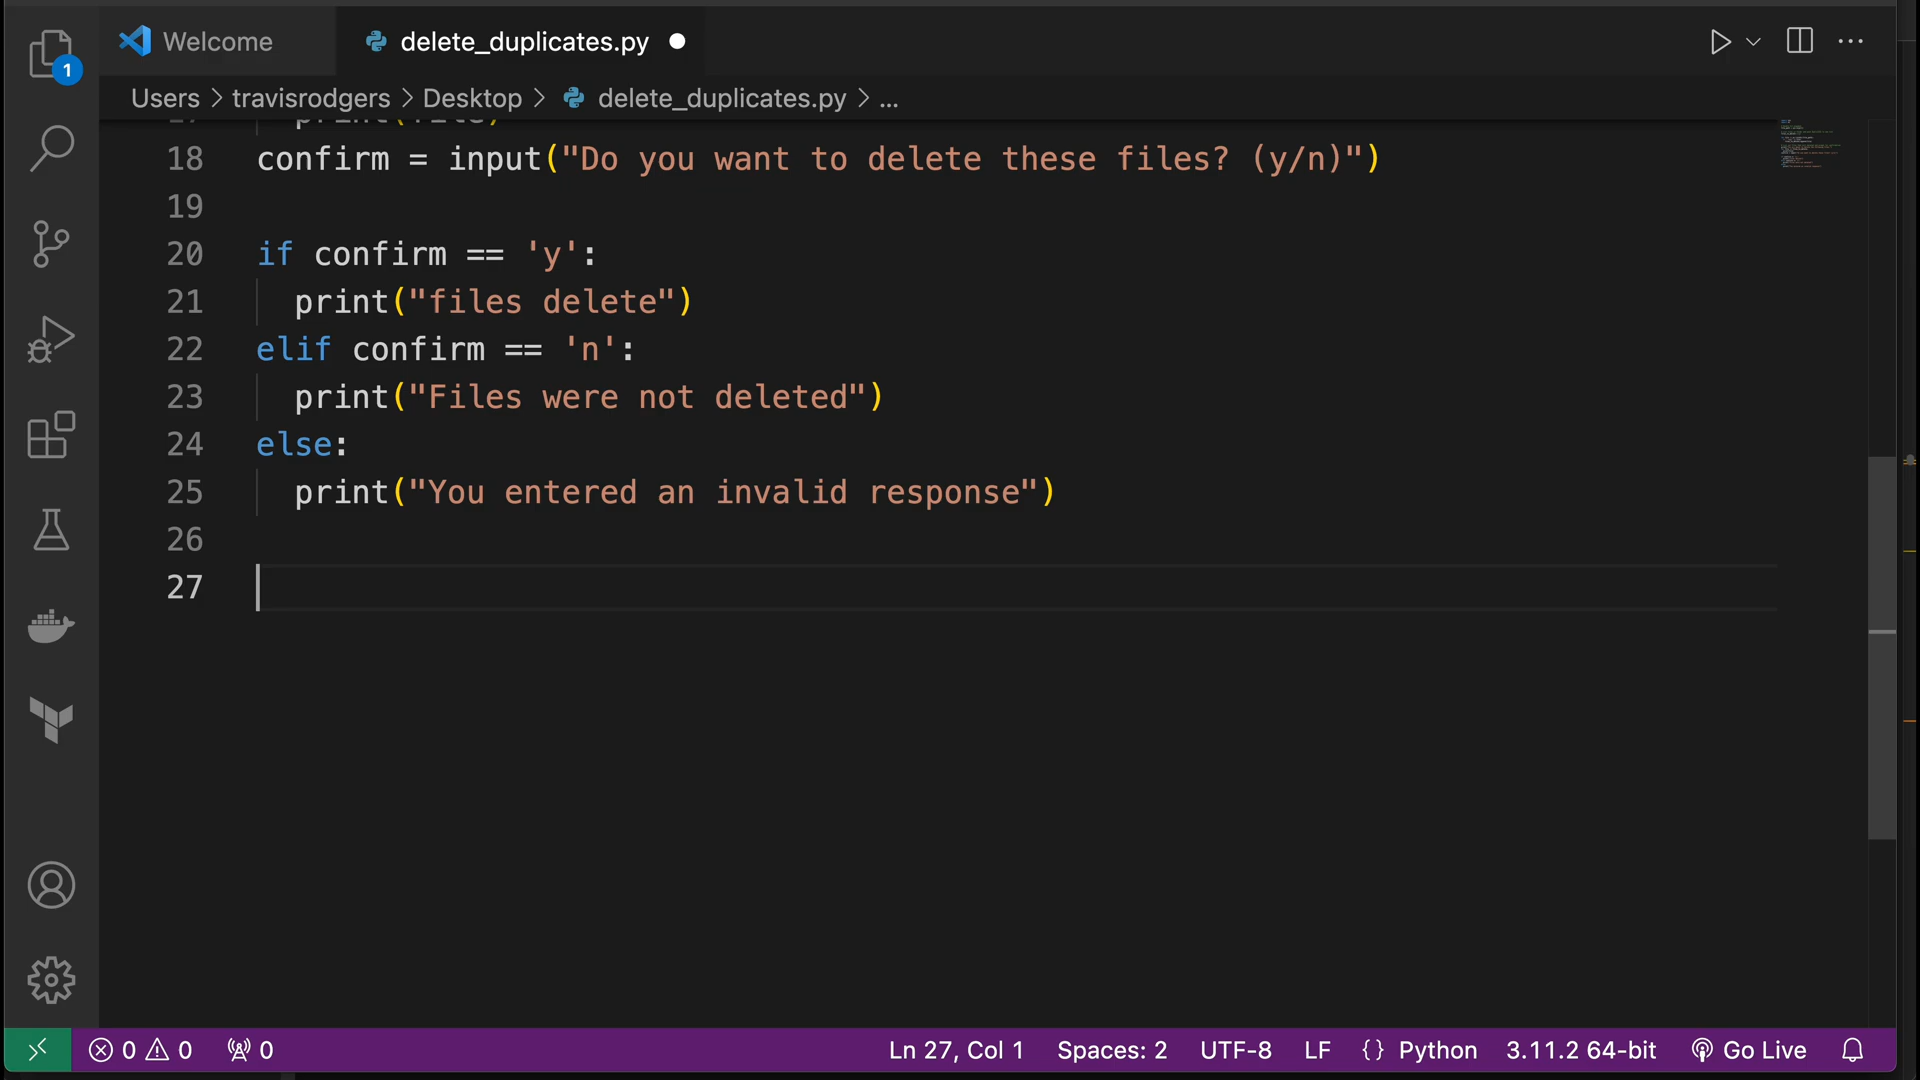 Welcome
delete_duplicates.py
1
Users > travisrodgers > Desktop > delete_duplicates.py > ...
17 print(file)
18 confirm = input("Do you want to delete these files? (y/n)")
19
20 if confirm == 'y':
21 print("files delete")
22 elif confirm == 'n':
23 print("Files were not deleted")
24 else:
25 print("You entered an invalid response")
26
27
0 0 0 Ln 27, Col 1 Spaces: 2 UTF-8 LF {} Python 3.11.2 64-bit Go Live